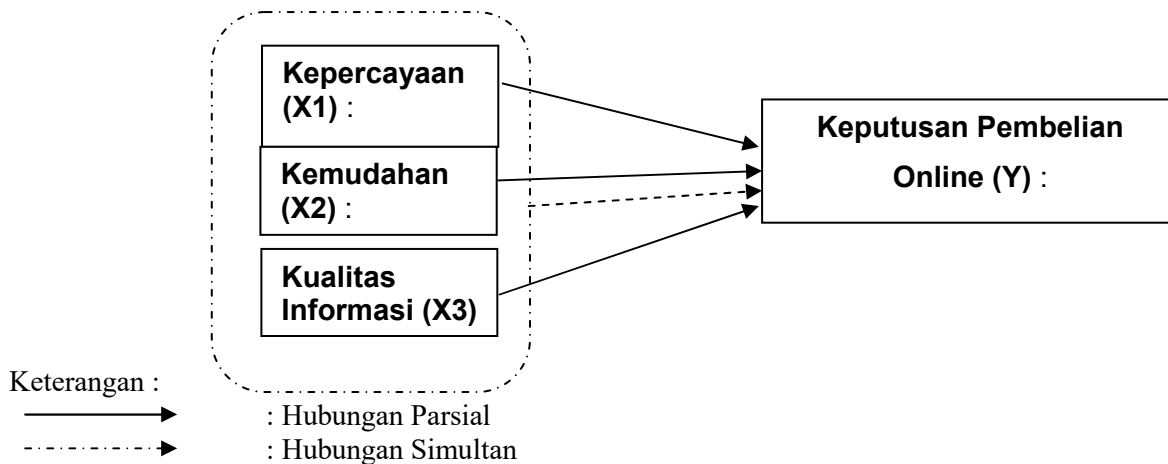 Kepercayaan
(X1) :
Kemudahan
(X2) :
Kualitas
Informasi (X3)
Keputusan Pembelian
Online (Y) :
Keterangan :
: Hubungan Parsial
: Hubungan Simultan